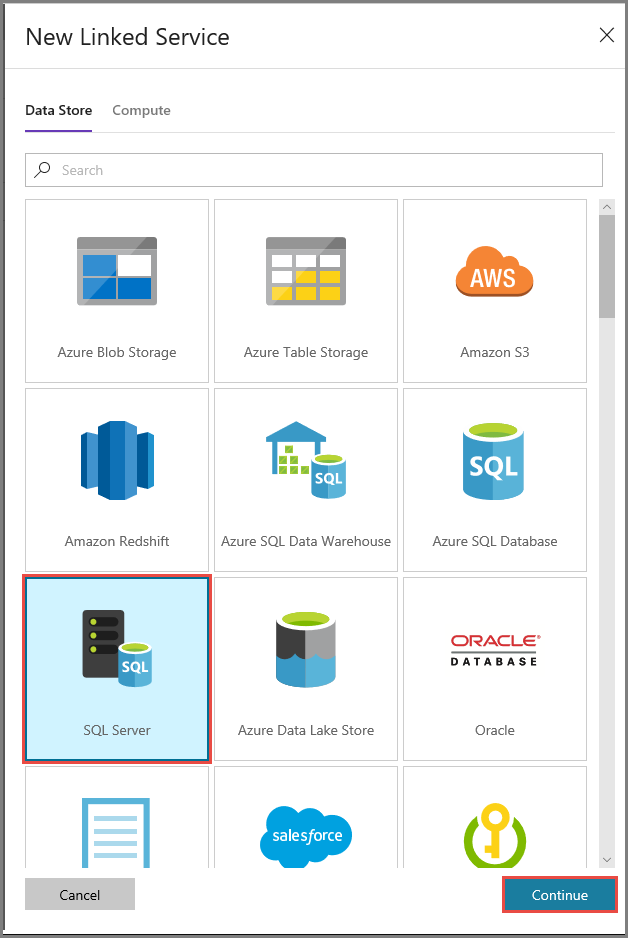 New Linked Service
Data Store Compute
Search
AWS
Azure Blob Storage Azure Table Storage Amazon S3
SQL SQL
Amazon Redshift Azure SQL Data Warehouse Azure SQL Database
SQL
ORACLE®
DATABASE
SQL Server Azure Data Lake Store Oracle
salesforce
Cancel Continue